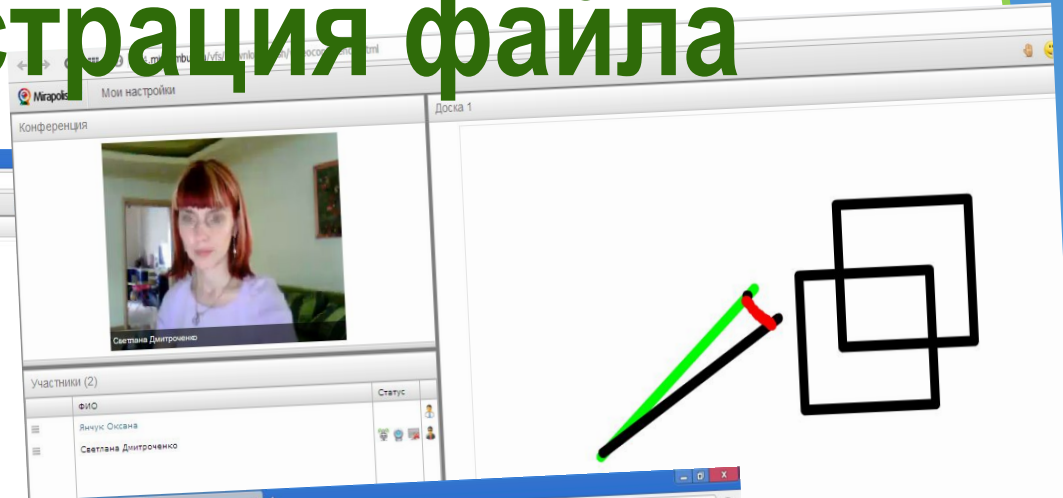 страция файла
Mirapolis
Мои настройки
Конференция
Доска 1
Светлана Дмитроченко
Участники (2)
ФИО
Статус
Янчук Оксана
Светлана Дмитроченко